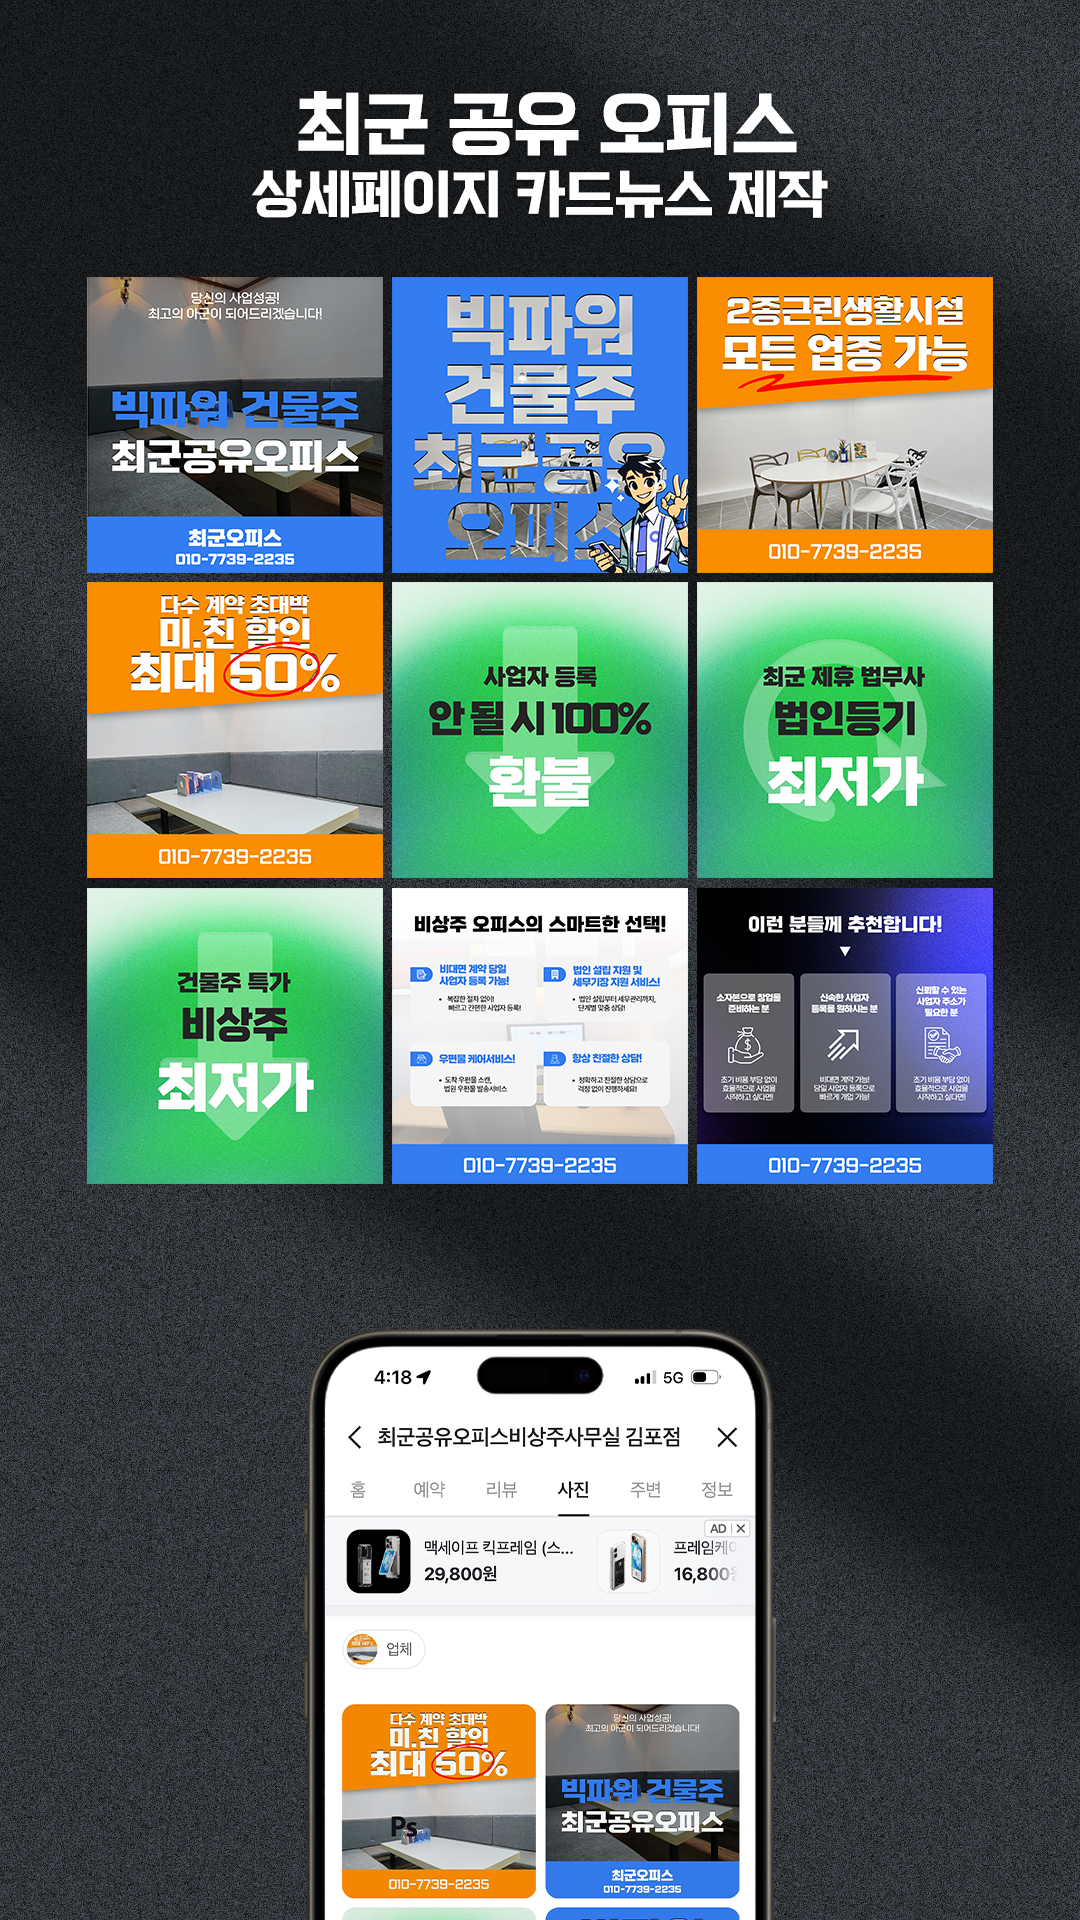 최군 공유 오피스
상세페이지 카드뉴스 제작
당신의 사업성공!
최고의 아군이 되어드리겠습니다!
빅파워 건물주
최군공유오피스
최군오피스
010-7739-2235
빅파워
건물주
최군공유
오피스
2종근린생활시설
모든 업종 가능
010-7739-2235
다수 계약 초대박
미.친 할인
최대 50%
010-7739-2235
사업자 등록
안 될 시 100%
환불
최군 제휴 법무사
법인등기
최저가
건물주 특가
비상주
최저가
비상주 오피스의 스마트한 선택!
비대면 계약 당일
사업자 등록 가능!
• 복잡한 절차 없이!
빠르고 간편한 사업자 등록!
법인 설립 지원 및
세무기장 지원 서비스!
• 법인 설립부터 세무관리까지,
단계별 맞춤 상담!
우편물 케어서비스!
• 도착 우편물 스캔,
법원 우편물 발송서비스
항상 친절한 상담!
• 정확하고 친절한 상담으로
걱정 없이 진행하세요!
010-7739-2235
이런 분들께 추천합니다!
소자본으로 창업을
준비하는 분
초기 비용 부담 없이
효율적으로 사업을
시작하고 싶다면!
신속한 사업자
등록을 원하시는 분
비대면 계약 가능!
당일 사업자 등록으로
빠르게 개업 가능!
신뢰할 수 있는
사업자 주소가
필요한 분
초기 비용 부담 없이
효율적으로 사업을
시작하고 싶다면!
010-7739-2235
4:18
5G
최군공유오피스비상주사무실 김포점
홈 예약 리뷰 사진 주변 정보
AD
맥세이프 킥프레임 (스...
29,800원
프레임케이
16,800원
업체
다수 계약 초대박
미.친 할인
최대 50%
Ps
010-7739-2235
당신의 사업성공!
최고의 아군이 되어드리겠습니다!
빅파워 건물주
최군공유오피스
최군오피스
010-7739-2235